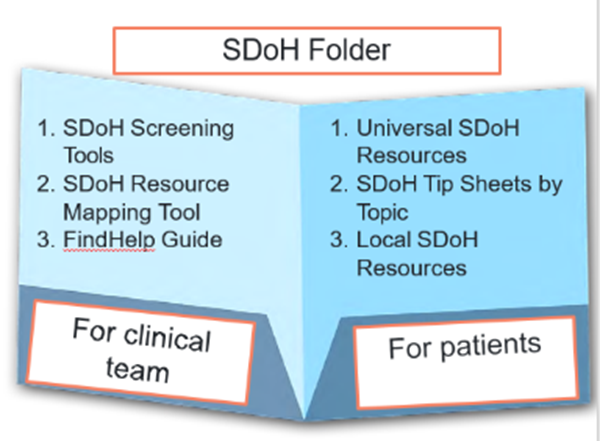 SDoH Folder
1. SDoH Screening
Tools
2. SDoH Resource
Mapping Tool
3. FindHelp Guide
For clinical
team
1. Universal SDoH
Resources
2. SDoH Tip Sheets by
Topic
3. Local SDoH
Resources
For patients